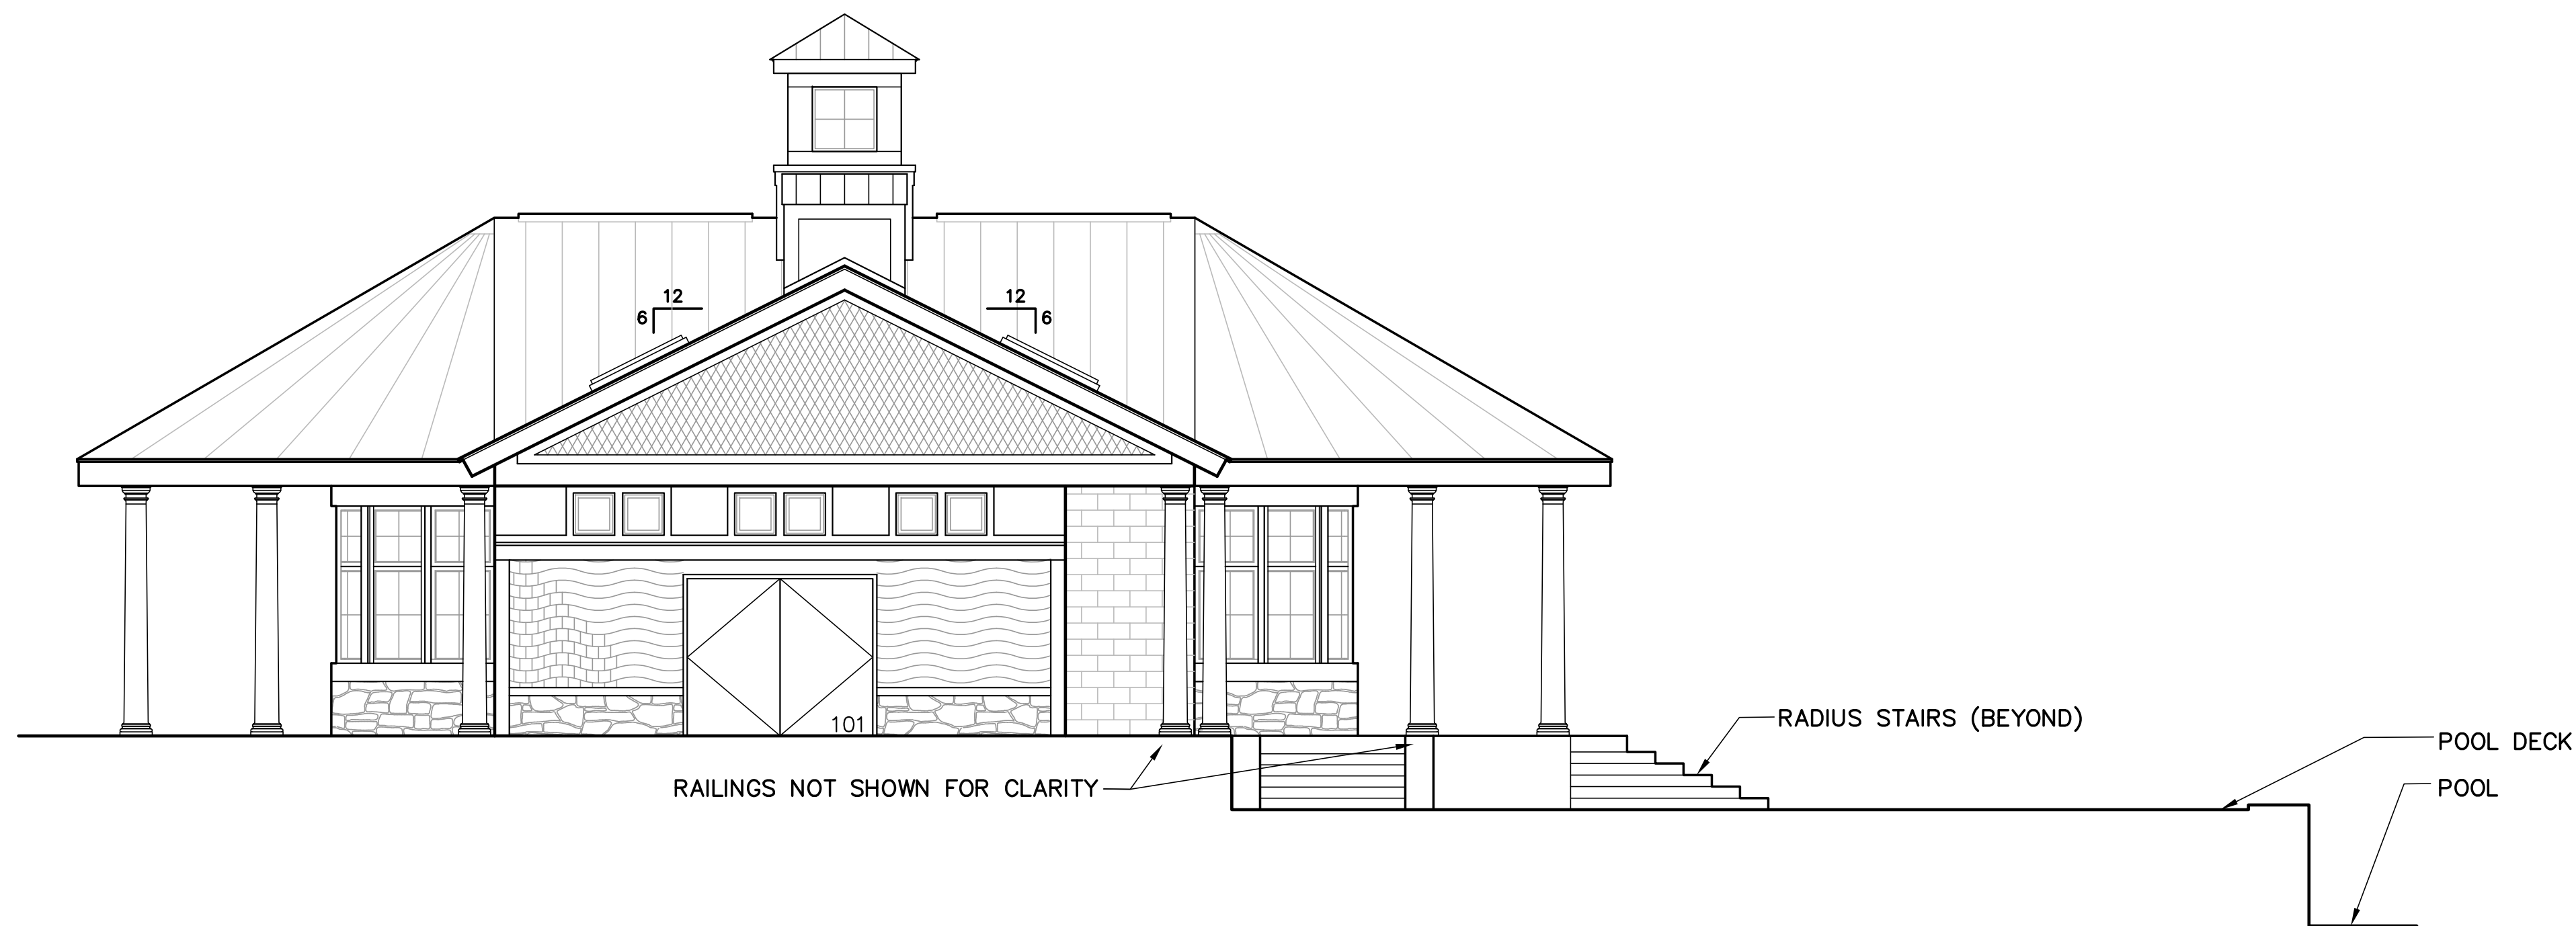 12
6
12
6
101
RADIUS STAIRS (BEYOND)
POOL DECK
RAILINGS NOT SHOWN FOR CLARITY
POOL